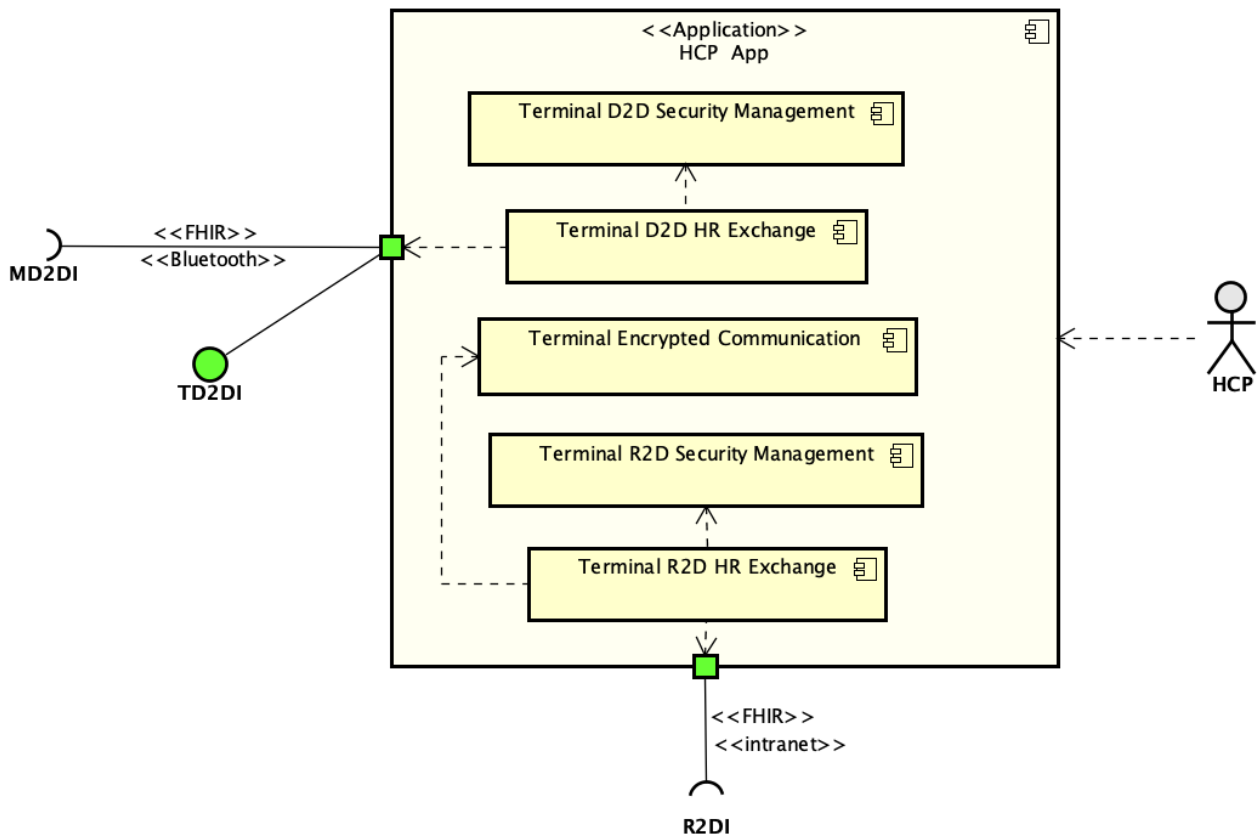 <<Application>>
HCP App
Terminal D2D Security Management
Terminal D2D HR Exchange
<<FHIR>>
<<Bluetooth>>
MD2DI
TD2DI
Terminal Encrypted Communication
HCP
Terminal R2D Security Management
Terminal R2D HR Exchange
<<FHIR>>
<<intranet>>
R2DI